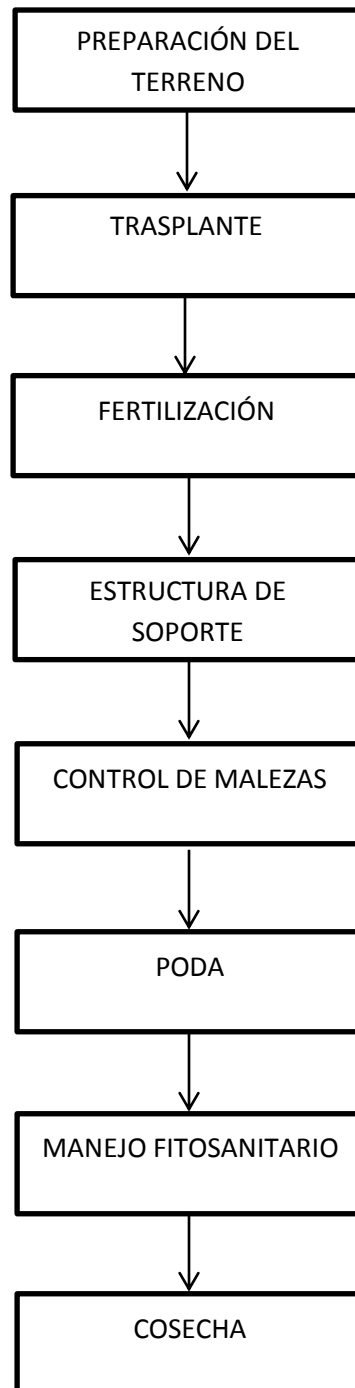 PREPARACIÓN DEL
TERRENO
TRASPLANTE
FERTILIZACIÓN
ESTRUCTURA DE
SOPORTE
CONTROL DE MALEZAS
PODA
MANEJO FITOSANITARIO
COSECHA